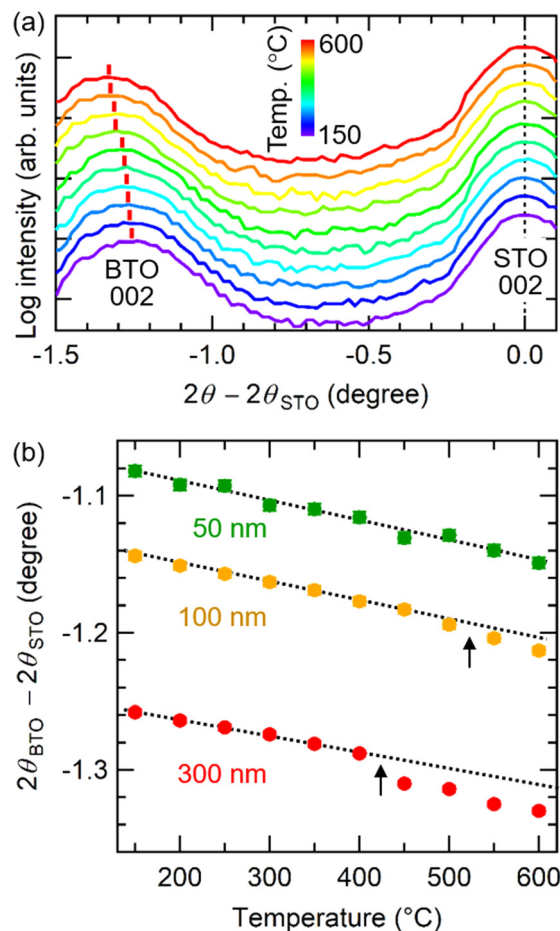 (a)
Log intensity (arb. units)
Temp. (°C)
600
150
BTO
002
STO
002
-1.5
-1.0
-0.5
0.0
2θ − 2θSTO (degree)
(b)
2θBTO − 2θSTO (degree)
-1.1
-1.2
-1.3
50 nm
100 nm
300 nm
200
300
400
500
600
Temperature (°C)